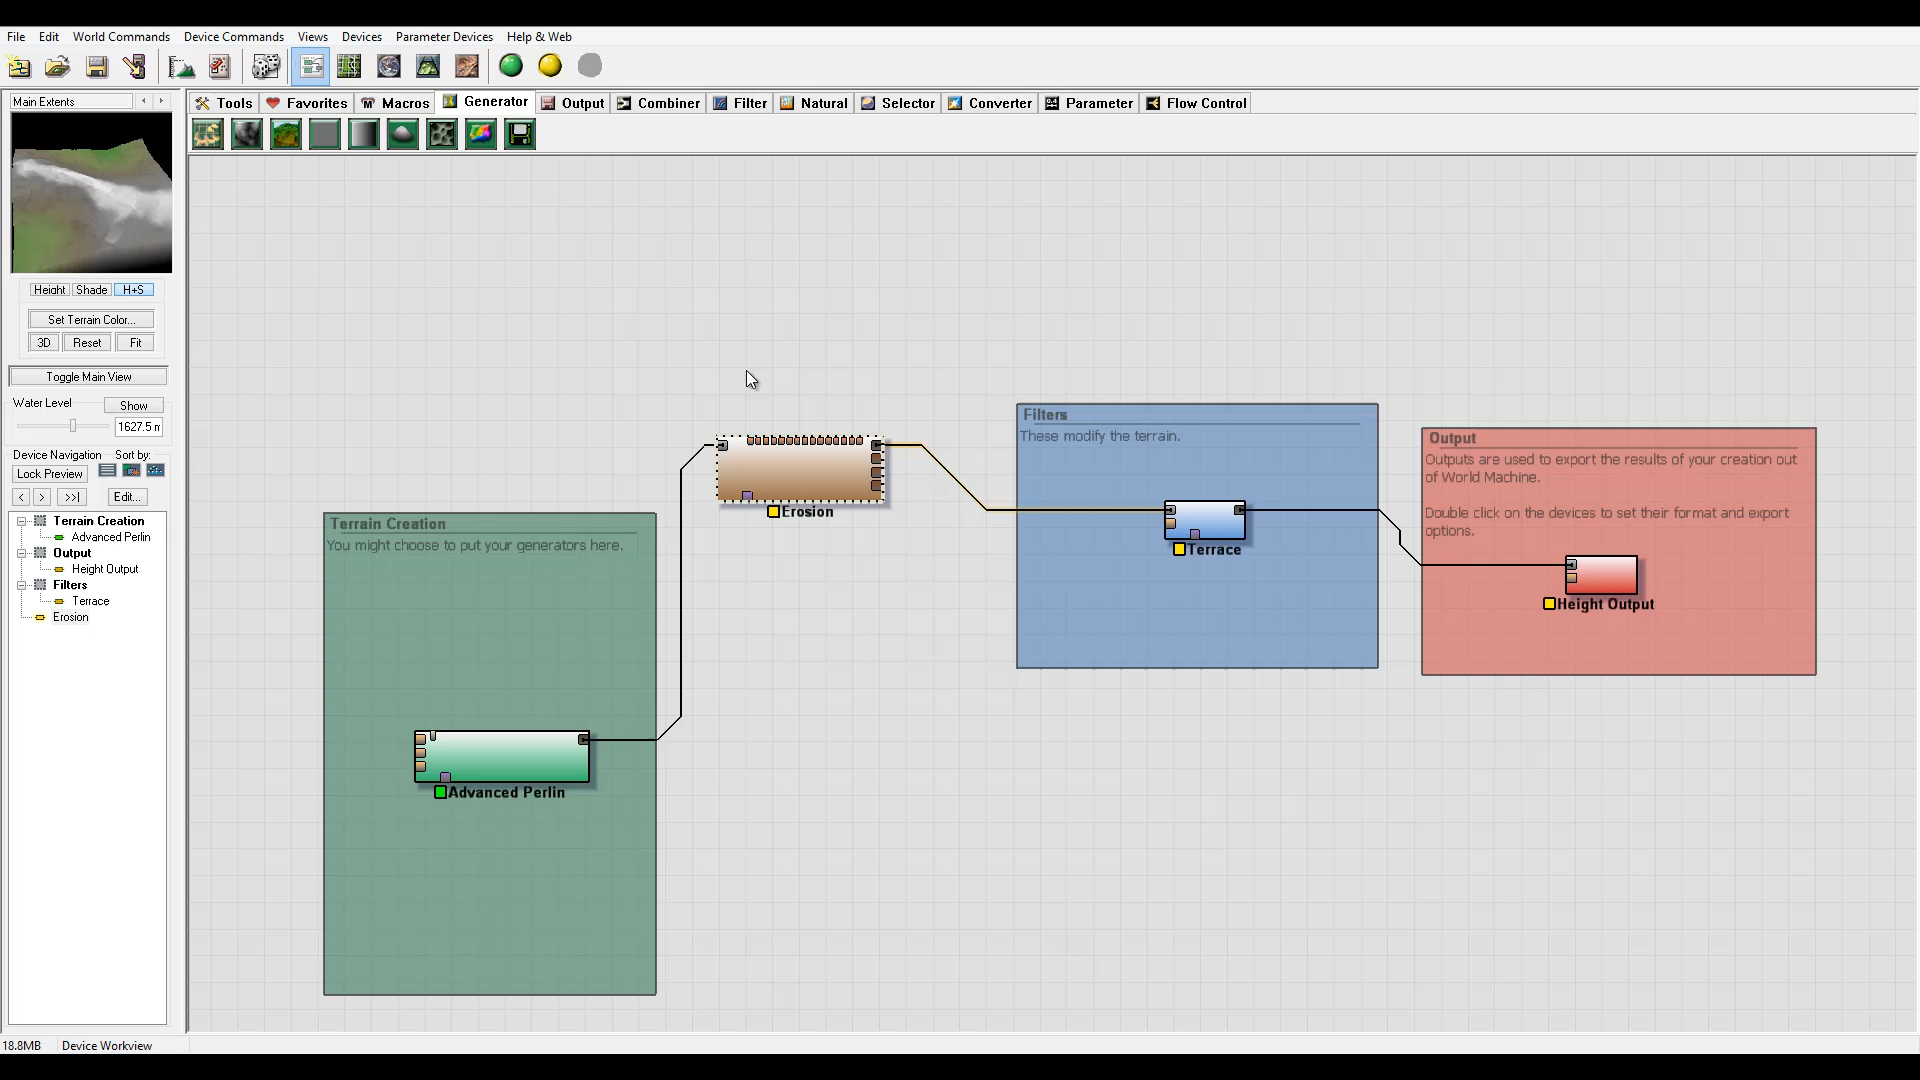 File Edit World Commands Device Commands Views Devices Parameter Devices Help & Web
Main Extents
Tools Favorites Macros Generator Output Combiner Filter Natural Selector Converter Parameter Flow Control
Height Shade H+S
Set Terrain Color...
3D Reset Fit
Toggle Main View
Water Level Show
1627.5 r
Device Navigation Sort by:
Lock Preview
< > >>| Edit...
Terrain Creation
Advanced Perlin
Output
Height Output
Filters
Terrace
Erosion
Terrain Creation
You might choose to put your generators here.
Advanced Perlin
Erosion
Filters
These modify the terrain.
Terrace
Output
Outputs are used to export the results of your creation out
of World Machine.
Double click on the devices to set their format and export
options.
Height Output
18.8MB Device Workview